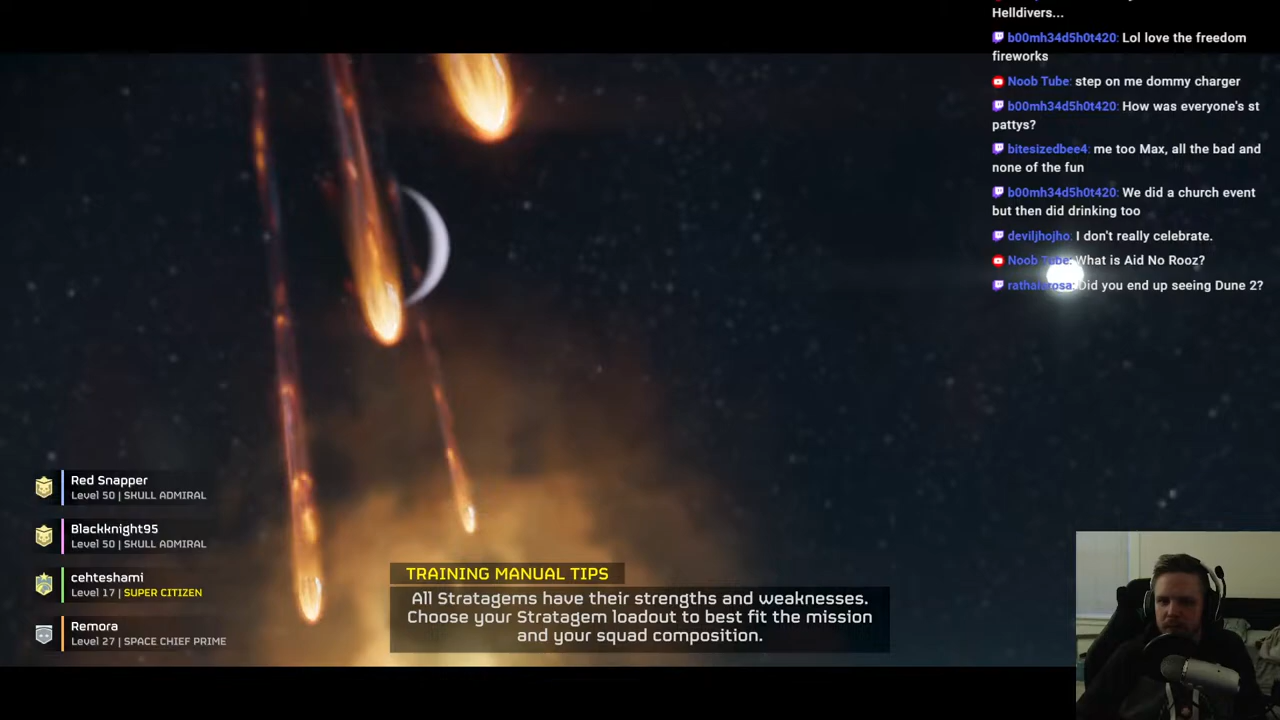 Helldivers...
b00mh34d5h0t420: Lol love the freedom
fireworks
Noob Tube: step on me dommy charger
b00mh34d5h0t420: How was everyone's st
pattys?
bitesizedbee4: me too Max, all the bad and
none of the fun
b00mh34d5h0t420: We did a church event
but then did drinking too
deviljhojho: I don't really celebrate.
Noob Tube: What is Aid No Rooz?
Did you end up seeing Dune 2?
Red Snapper
Level 50 | SKULL ADMIRAL
Blackknight95
Level 50 | SKULL ADMIRAL
cehteshami
Level 17 | SUPER CITIZEN
Remora
Level 27 | SPACE CHIEF PRIME
TRAINING MANUAL TIPS
All Stratagems have their strengths and weaknesses.
Choose your Stratagem loadout to best fit the mission
and your squad composition.